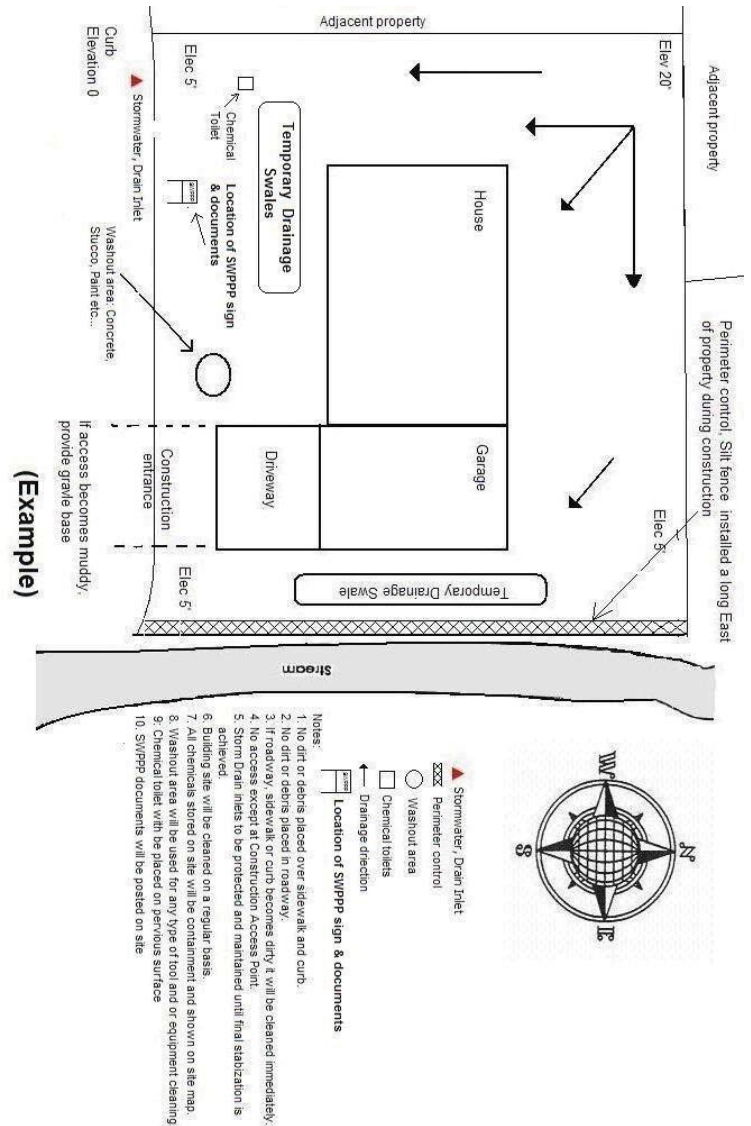 Adjacent property
Adjacent property
Perimeter control, Silt fence installed a long East
of property during construction
Elev 20'
Elec 5'
House
Garage
Driveway
Temporay Drainage Swale
Temporary Drainage
Swales
Elec 5'
Chemical
Toilet
Location of SWPPP sign
& documents
SWPPP
Construction
entrance
Elec 5'
Curb
Elevation 0
Stormwater, Drain Inlet
Washout area: Concrete,
Stucco, Paint etc...
If access becomes muddy,
provide gravle base
(Example)
Stream
N
W
E
S
Stormwater, Drain Inlet
Perimeter control
Washout area
Chemical toilets
Drainage driection
SWPPP
Location of SWPPP sign & documents
Notes:
1. No dirt or debris placed over sidewalk and curb.
2. No dirt or debris placed in roadway.
3. If roadway, sidewalk or curb becomes dirty it will be cleaned immediately.
4. No access except at Construction Access Point.
5. Storm Drain inlets to be protected and maintained until final stabization is
achieved.
6. Building site will be cleaned on a regular basis.
7. All chemicals stored on site will be containment and shown on site map.
8. Washout area will be used for any type of tool and or equipment cleaning
9. Chemical toilet with be placed on pervious surface
10. SWPPP documents will be posted on site